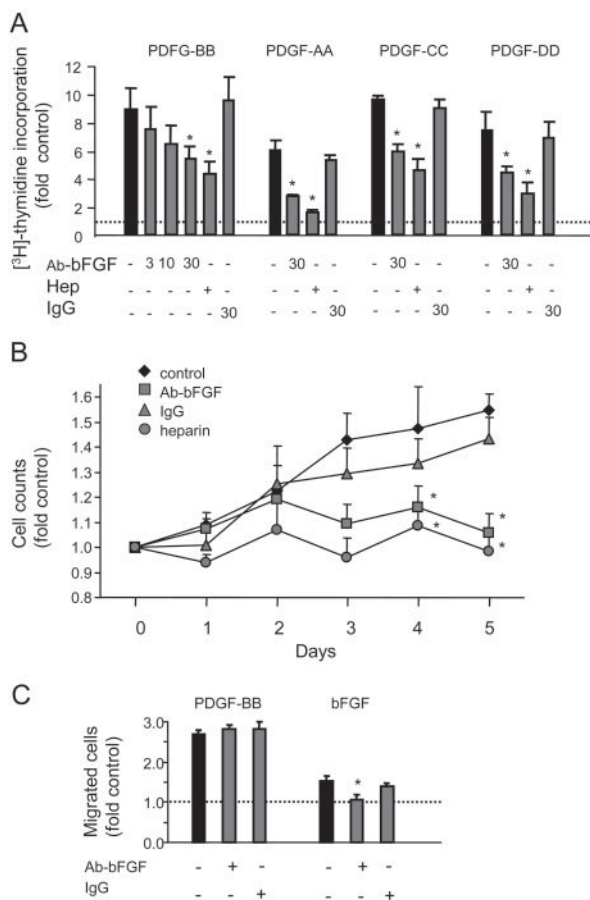 A
PDFG-BB PDGF-AA PDGF-CC PDGF-DD
[³H]-thymidine incorporation
(fold control)
12
10
8
6
4
2
0
* * * * * * * *
Ab-bFGF - 3 10 30 - - - 30 - - - 30 - - - 30 - -
Hep - - - - + - - - + - - - + - - - + -
IgG - - - - - 30 - - - 30 - - - 30 - - - 30
B
control
Ab-bFGF
IgG
heparin
Cell counts
(fold control)
1.6
1.5
1.4
1.3
1.2
1.1
1.0
0.9
0.8
* * * *
0 1 2 3 4 5
Days
C
PDGF-BB bFGF
Migrated cells
(fold control)
3.0
2.0
1.0
0.0
*
Ab-bFGF - + - - + -
IgG - - + - - +